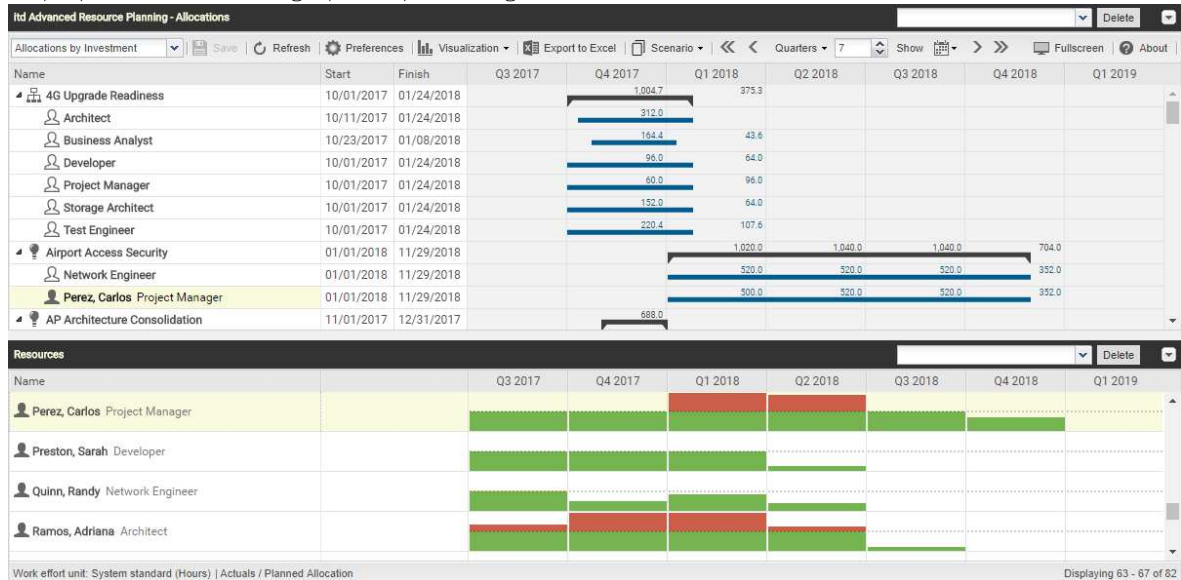 itd Advanced Resource Planning - Allocations Delete
Allocations by Investment Save Refresh Preferences Visualization Export to Excel Scenario Quarters 7 Show Fullscreen About
Name Start Finish Q3 2017 Q4 2017 Q1 2018 Q2 2018 Q3 2018 Q4 2018 Q1 2019
4G Upgrade Readiness 10/01/2017 01/24/2018 1,004.7 375.3
Architect 10/11/2017 01/24/2018 312.0
Business Analyst 10/23/2017 01/08/2018 164.4 43.6
Developer 10/01/2017 01/24/2018 96.0 64.0
Project Manager 10/01/2017 01/24/2018 60.0 96.0
Storage Architect 10/01/2017 01/24/2018 152.0 64.0
Test Engineer 10/01/2017 01/24/2018 220.4 107.6
Airport Access Security 01/01/2018 11/29/2018 1,020.0 1,040.0 1,040.0 704.0
Network Engineer 01/01/2018 11/29/2018 520.0 520.0 520.0 352.0
Perez, Carlos Project Manager 01/01/2018 11/29/2018 500.0 520.0 520.0 352.0
AP Architecture Consolidation 11/01/2017 12/31/2017 688.0
Resources Delete
Name Q3 2017 Q4 2017 Q1 2018 Q2 2018 Q3 2018 Q4 2018 Q1 2019
Perez, Carlos Project Manager
Preston, Sarah Developer
Quinn, Randy Network Engineer
Ramos, Adriana Architect
Work effort unit: System standard (Hours) | Actuals / Planned Allocation Displaying 63 - 67 of 82